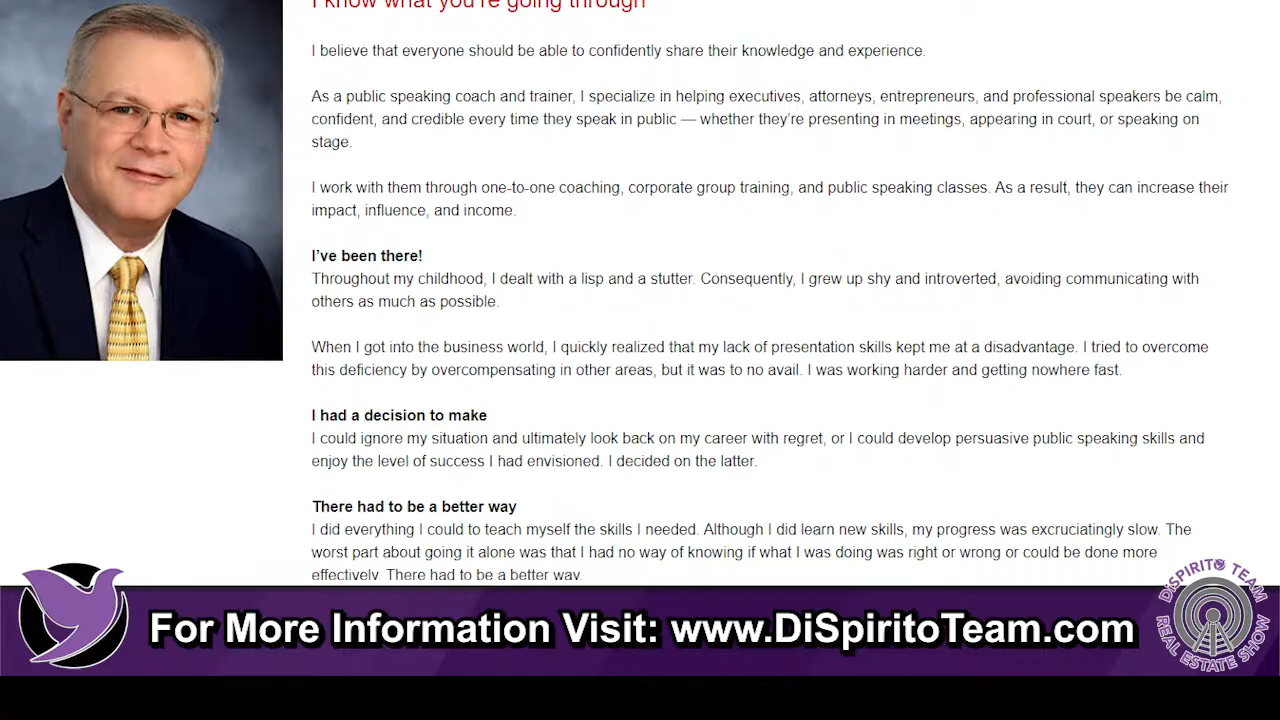 I know what you're going through
I believe that everyone should be able to confidently share their knowledge and experience.
As a public speaking coach and trainer, I specialize in helping executives, attorneys, entrepreneurs, and professional speakers be calm,
confident, and credible every time they speak in public — whether they're presenting in meetings, appearing in court, or speaking on
stage.
I work with them through one-to-one coaching, corporate group training, and public speaking classes. As a result, they can increase their
impact, influence, and income.
I've been there!
Throughout my childhood, I dealt with a lisp and a stutter. Consequently, I grew up shy and introverted, avoiding communicating with
others as much as possible.
When I got into the business world, I quickly realized that my lack of presentation skills kept me at a disadvantage. I tried to overcome
this deficiency by overcompensating in other areas, but it was to no avail. I was working harder and getting nowhere fast.
I had a decision to make
I could ignore my situation and ultimately look back on my career with regret, or I could develop persuasive public speaking skills and
enjoy the level of success I had envisioned. I decided on the latter.
There had to be a better way
I did everything I could to teach myself the skills I needed. Although I did learn new skills, my progress was excruciatingly slow. The
worst part about going it alone was that I had no way of knowing if what I was doing was right or wrong or could be done more
effectively. There had to be a better way.
For More Information Visit: www.DiSpiritoTeam.com
DiSPIRITO TEAM
REAL ESTATE SHOW